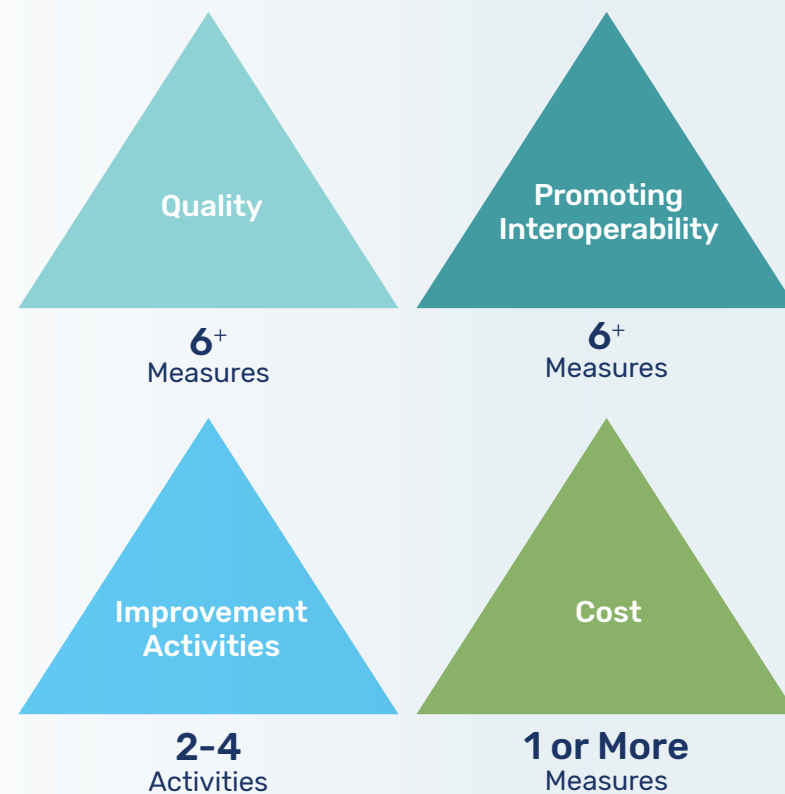 Quality
6+
Measures
Promoting
Interoperability
6+
Measures
Improvement
Activities
2-4
Activities
Cost
1 or More
Measures